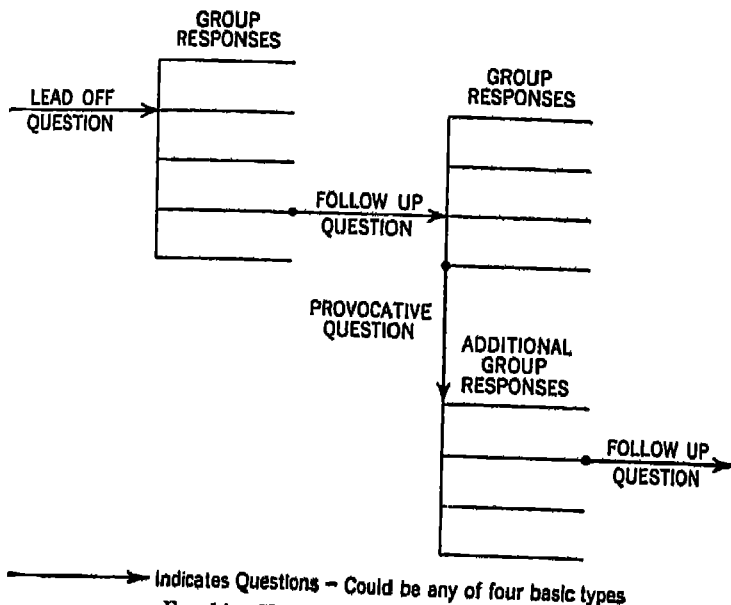 GROUP
RESPONSES
LEAD OFF
QUESTION
GROUP
RESPONSES
FOLLOW UP
QUESTION
PROVOCATIVE
QUESTION
ADDITIONAL
GROUP
RESPONSES
FOLLOW UP
QUESTION
Indicates Questions - Could be any of four basic types